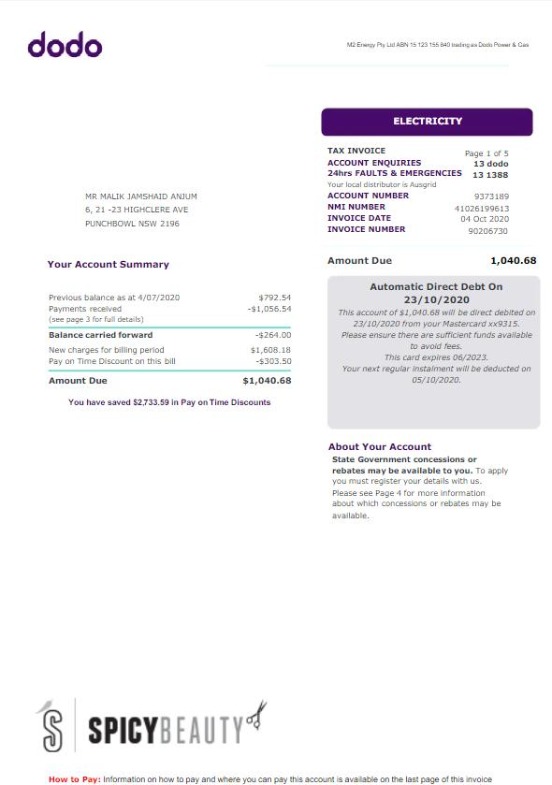 dodo
M2 Energy Pty Ltd ABN 15 123 155 840 trading as Dodo Power & Gas
ELECTRICITY
TAX INVOICE Page 1 of 5
ACCOUNT ENQUIRIES 13 dodo
24hrs FAULTS & EMERGENCIES 13 1388
Your local distributor is Ausgrid
ACCOUNT NUMBER 9373189
NMI NUMBER 41026199613
INVOICE DATE 04 Oct 2020
INVOICE NUMBER 90206730
MR MALIK JAMSHAID ANJUM
6, 21 -23 HIGHCLERE AVE
PUNCHBOWL NSW 2196
Amount Due 1,040.68
Your Account Summary
Previous balance as at 4/07/2020 $792.54
Payments received -$1,056.54
(see page 3 for full details)
Balance carried forward -$264.00
New charges for billing period $1,608.18
Pay on Time Discount on this bill -$303.50
Amount Due $1,040.68
You have saved $2,733.59 in Pay on Time Discounts
Automatic Direct Debt On
23/10/2020
This account of $1,040.68 will be direct debited on
23/10/2020 from your Mastercard xx9315.
Please ensure there are sufficient funds available
to avoid fees.
This card expires 06/2023.
Your next regular instalment will be deducted on
05/10/2020.
About Your Account
State Government concessions or
rebates may be available to you. To apply
you must register your details with us.
Please see Page 4 for more information
about which concessions or rebates may be
available.
S SPICYBEAUTY
How to Pay: Information on how to pay and where you can pay this account is available on the last page of this invoice